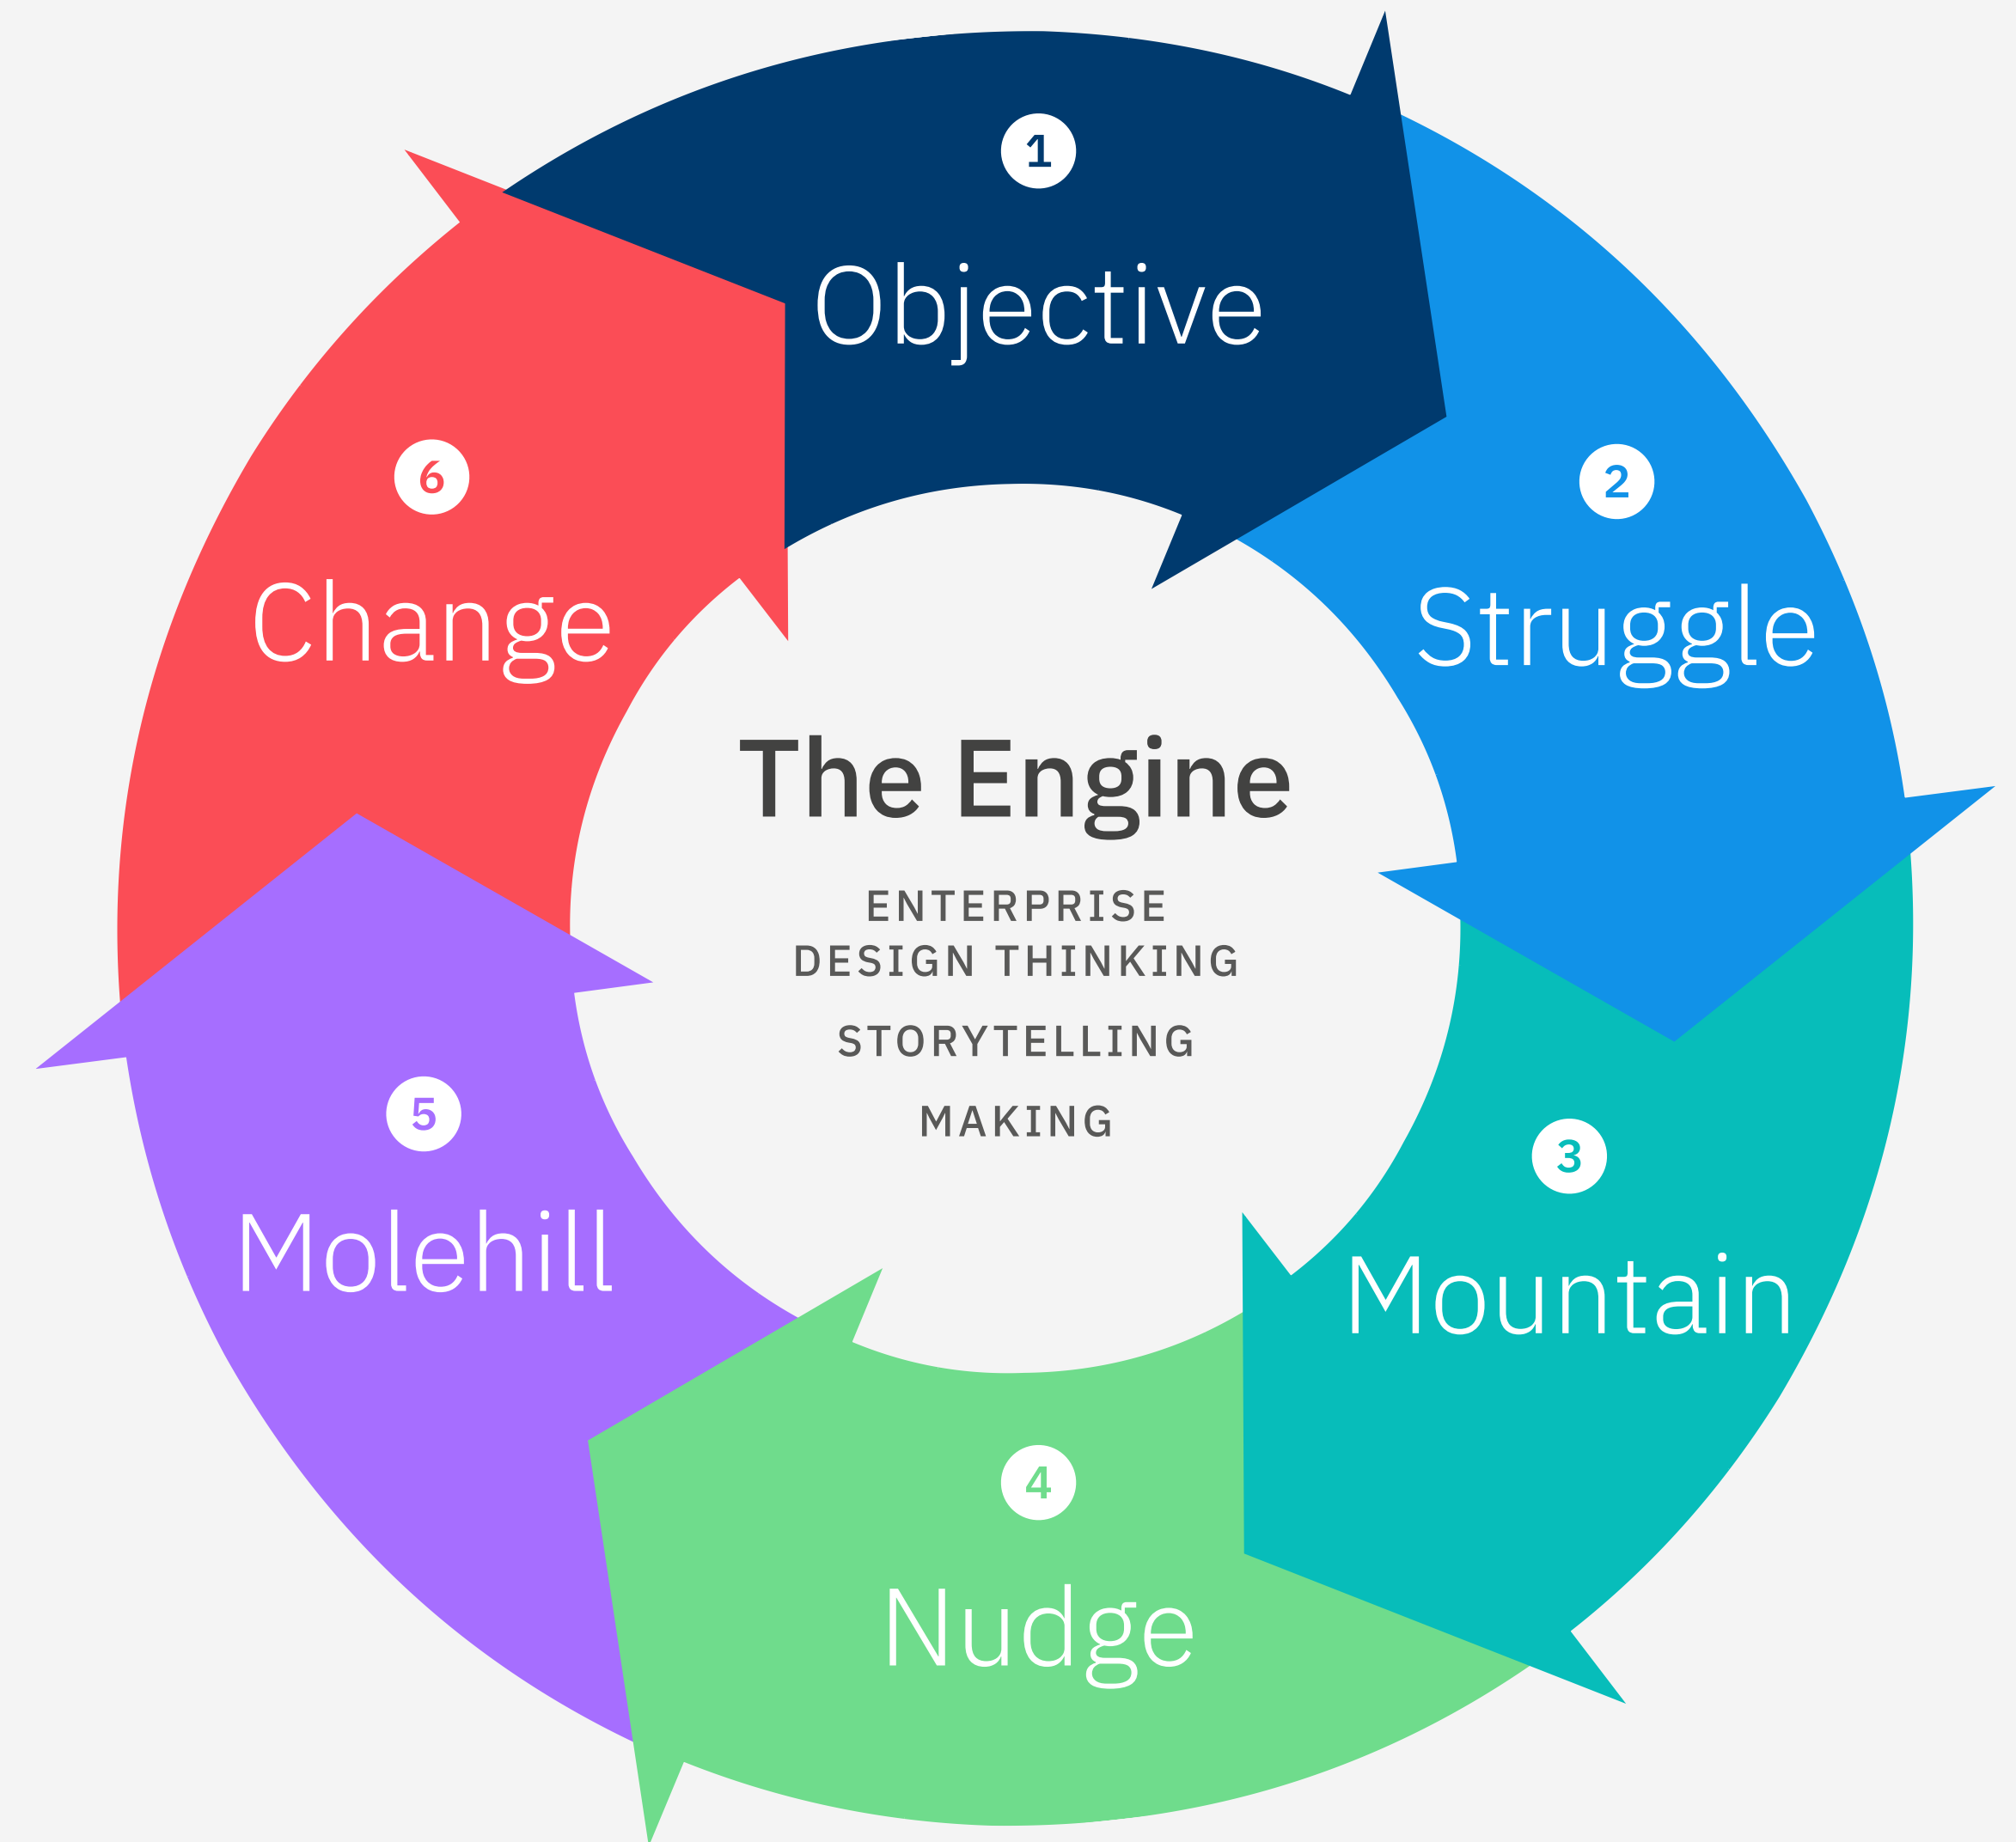 1
Objective
2
Struggle
3
Mountain
4
Nudge
5
Molehill
6
Change
The Engine
ENTERPRISE
DESIGN THINKING
STORYTELLING
MAKING